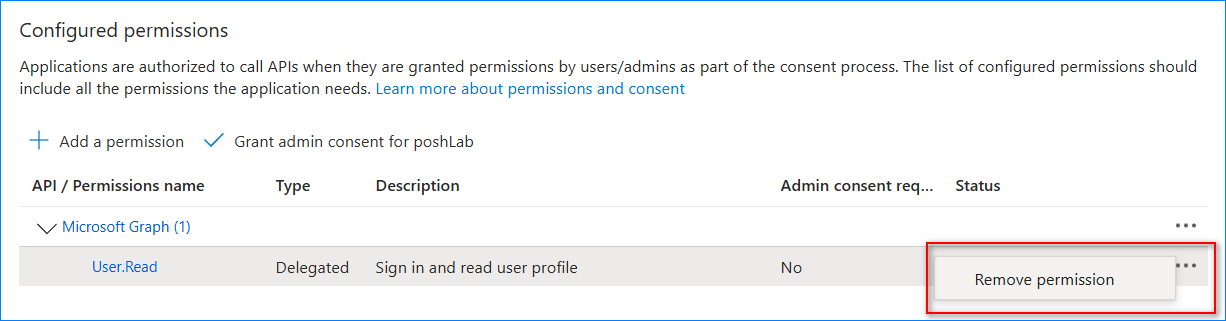 Configured permissions
Applications are authorized to call APIs when they are granted permissions by users/admins as part of the consent process. The list of configured permissions should
include all the permissions the application needs. Learn more about permissions and consent
Add a permission Grant admin consent for poshLab
API / Permissions name Type Description Admin consent req... Status
Microsoft Graph (1)
User.Read Delegated Sign in and read user profile No
Remove permission